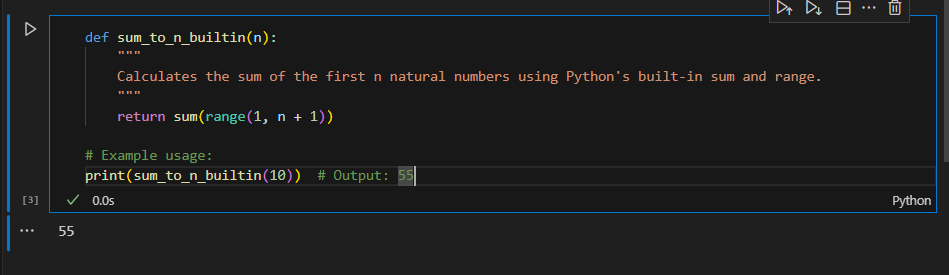 def sum_to_n_builtin(n):
    """
    Calculates the sum of the first n natural numbers using Python's built-in sum and range.
    """
    return sum(range(1, n + 1))
# Example usage:
print(sum_to_n_builtin(10))  # Output: 55
[3] 0.0s Python
55